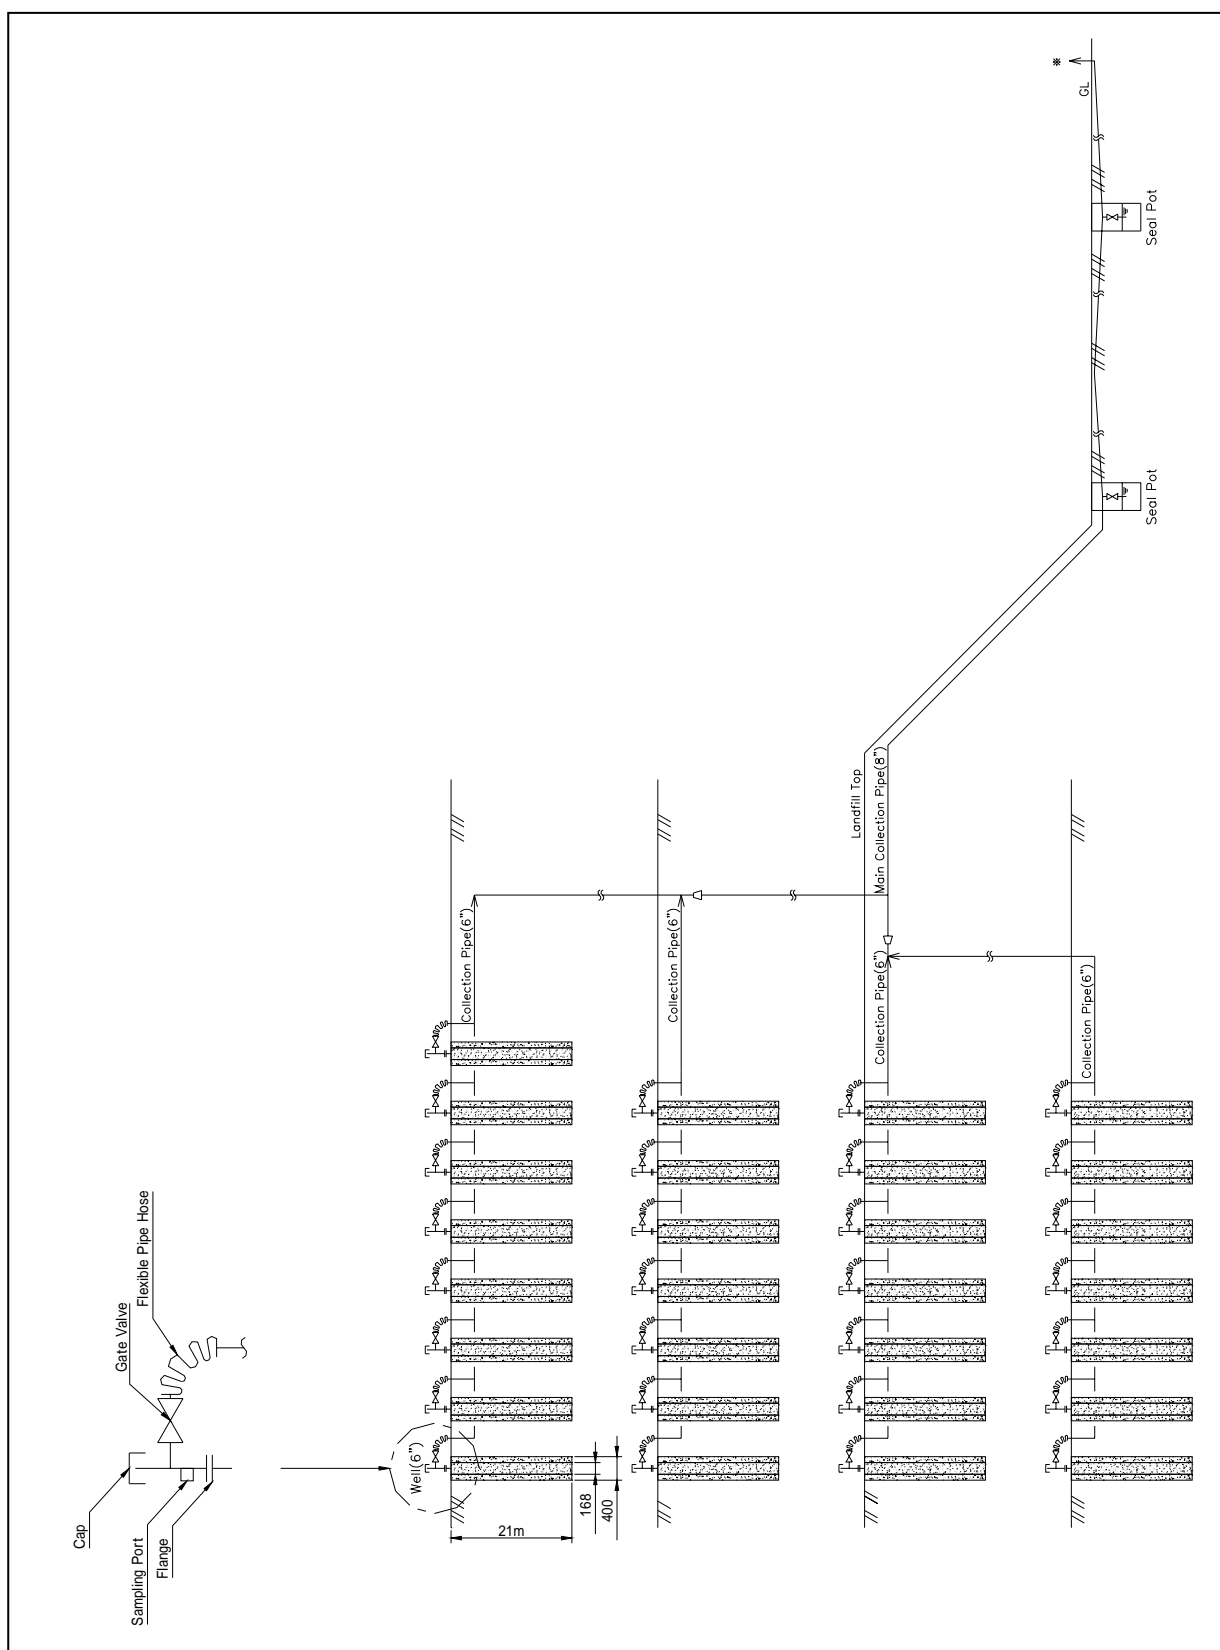 Cap
Sampling Port
Flange
Gate Valve
Flexible Pipe Hose
Well(6")
21m
168
400
Collection Pipe(6")
Collection Pipe(6")
Collection Pipe(6")
Collection Pipe(6")
Landfill Top
Main Collection Pipe(8")
Seal Pot
Seal Pot
GL
※